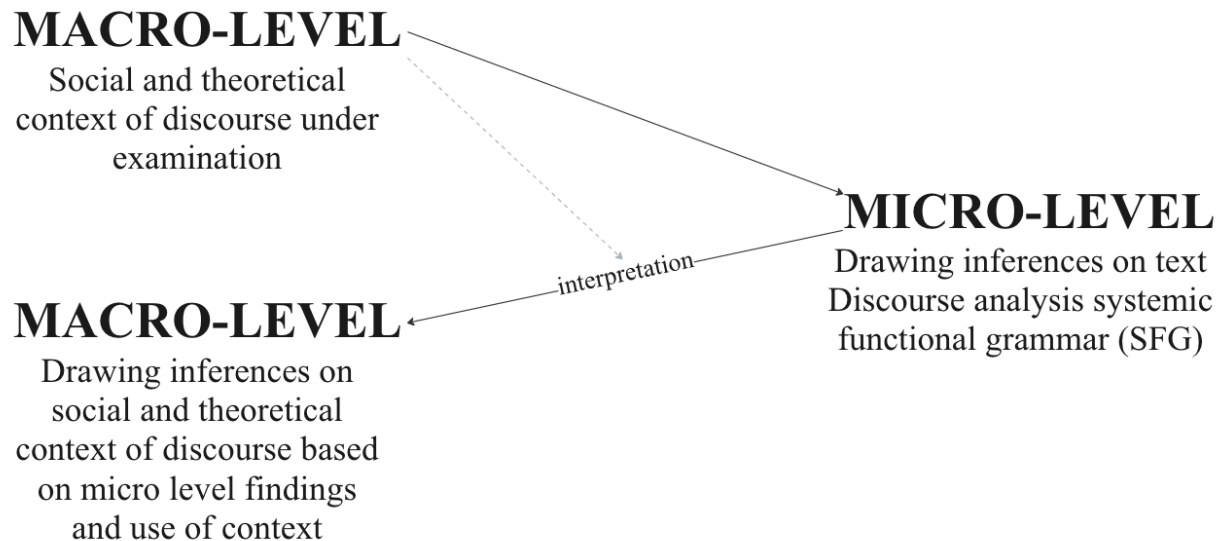 MACRO-LEVEL
Social and theoretical
context of discourse under
examination
MICRO-LEVEL
Drawing inferences on text
Discourse analysis systemic
functional grammar (SFG)
interpretation
MACRO-LEVEL
Drawing inferences on
social and theoretical
context of discourse based
on micro level findings
and use of context